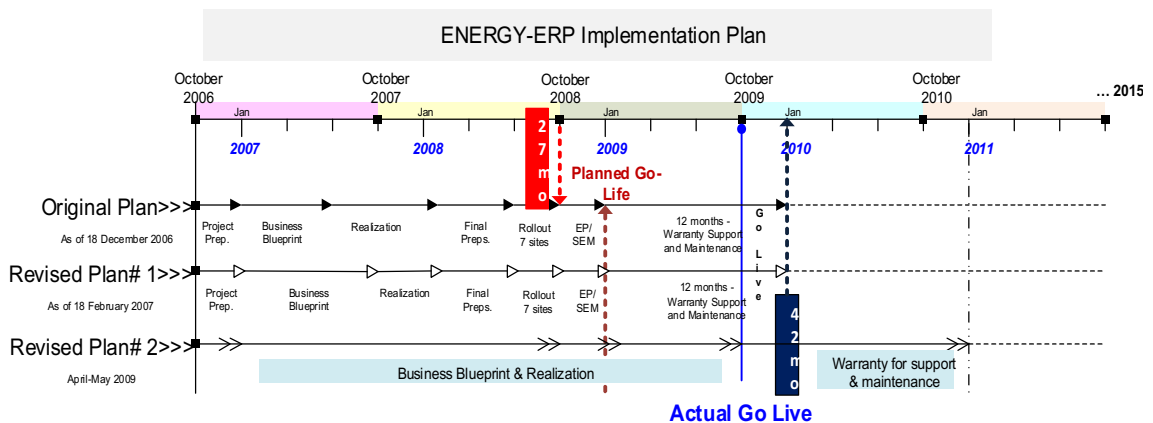 ENERGY-ERP Implementation Plan
October
2006
October
2007
October
2008
October
2009
October
2010
... 2015
Jan
Jan
Jan
Jan
Jan
2007
2008
2009
2010
2011
27mo
Planned Go-
Life
Original Plan>>>
As of 18 December 2006
Project
Prep.
Business
Blueprint
Realization
Final
Preps.
Rollout
7 sites
EP/
SEM
12 months -
Warranty Support
and Maintenance
Go Live
Revised Plan# 1>>>
As of 18 February 2007
Project
Prep.
Business
Blueprint
Realization
Final
Preps.
Rollout
7 sites
EP/
SEM
12 months -
Warranty Support
and Maintenance
42mo
Revised Plan# 2>>>
April-May 2009
Business Blueprint & Realization
Warranty for support
& maintenance
Actual Go Live